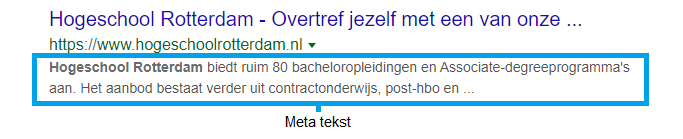 Hogeschool Rotterdam - Overtref jezelf met een van onze ...
https://www.hogeschoolrotterdam.nl
Hogeschool Rotterdam biedt ruim 80 bacheloropleidingen en Associate-degreeprogramma's
aan. Het aanbod bestaat verder uit contractonderwijs, post-hbo en ...
Meta tekst